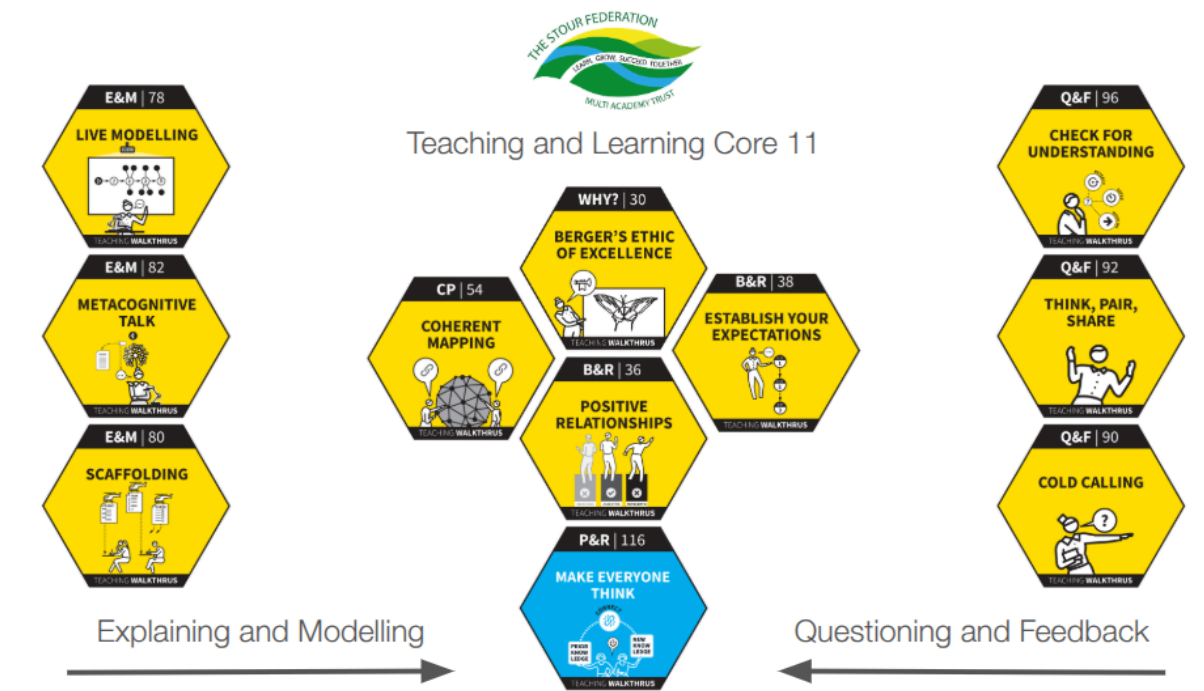 THE STOUR FEDERATION
LEARN, GROW, SUCCEED TOGETHER
MULTI ACADEMY TRUST
Teaching and Learning Core 11
E&M | 78
LIVE MODELLING
TEACHING WALKTHRUS
E&M | 82
METACOGNITIVE
TALK
TEACHING WALKTHRUS
E&M | 80
SCAFFOLDING
TEACHING WALKTHRUS
Explaining and Modelling
CP | 54
COHERENT
MAPPING
TEACHING WALKTHRUS
WHY? | 30
BERGER'S ETHIC
OF EXCELLENCE
TEACHING WALKTHRUS
B&R | 36
POSITIVE
RELATIONSHIPS
TEACHING WALKTHRUS
P&R | 116
MAKE EVERYONE
THINK
CONNECT
PRIOR
KNOW
LEDGE
NEW
KNOW
LEDGE
TEACHING WALKTHRUS
B&R | 38
ESTABLISH YOUR
EXPECTATIONS
TEACHING WALKTHRUS
Q&F | 96
CHECK FOR
UNDERSTANDING
?
TEACHING WALKTHRUS
Q&F | 92
THINK, PAIR,
SHARE
TEACHING WALKTHRUS
Q&F | 90
COLD CALLING
?
TEACHING WALKTHRUS
Questioning and Feedback